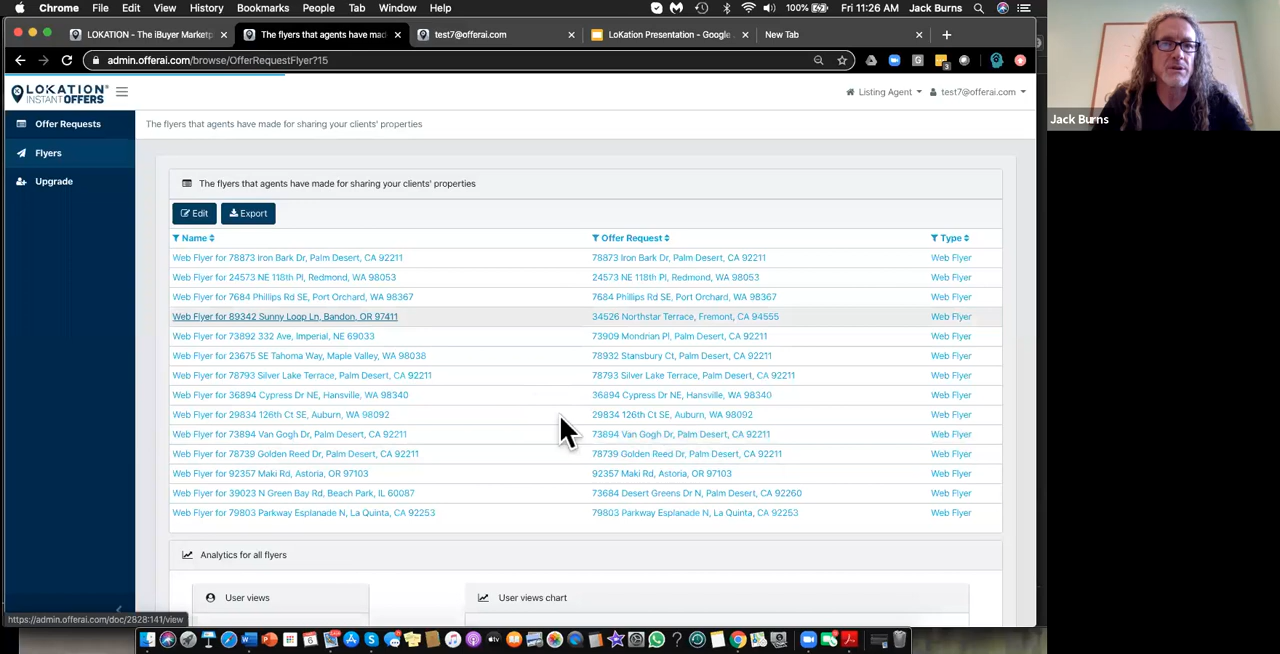 Chrome File Edit View History Bookmarks People Tab Window Help 100% Fri 11:26 AM Jack Burns
LOKATION - The iBuyer Marketp The flyers that agents have mad test7@offerai.com LoKation Presentation - Google New Tab
admin.offerai.com/browse/OfferRequestFlyer?15
LOKATION
INSTANT OFFERS
Listing Agent test7@offerai.com
Jack Burns
Offer Requests
The flyers that agents have made for sharing your clients' properties
Flyers
Upgrade
The flyers that agents have made for sharing your clients' properties
Edit Export
Name Offer Request Type
Web Flyer for 78873 Iron Bark Dr, Palm Desert, CA 92211 78873 Iron Bark Dr, Palm Desert, CA 92211 Web Flyer
Web Flyer for 24573 NE 118th Pl, Redmond, WA 98053 24573 NE 118th Pl, Redmond, WA 98053 Web Flyer
Web Flyer for 7684 Phillips Rd SE, Port Orchard, WA 98367 7684 Phillips Rd SE, Port Orchard, WA 98367 Web Flyer
Web Flyer for 89342 Sunny Loop Ln, Bandon, OR 97411 34526 Northstar Terrace, Fremont, CA 94555 Web Flyer
Web Flyer for 73892 332 Ave, Imperial, NE 69033 73909 Mondrian Pl, Palm Desert, CA 92211 Web Flyer
Web Flyer for 23675 SE Tahoma Way, Maple Valley, WA 98038 78932 Stansbury Ct, Palm Desert, CA 92211 Web Flyer
Web Flyer for 78793 Silver Lake Terrace, Palm Desert, CA 92211 78793 Silver Lake Terrace, Palm Desert, CA 92211 Web Flyer
Web Flyer for 36894 Cypress Dr NE, Hansville, WA 98340 36894 Cypress Dr NE, Hansville, WA 98340 Web Flyer
Web Flyer for 29834 126th Ct SE, Auburn, WA 98092 29834 126th Ct SE, Auburn, WA 98092 Web Flyer
Web Flyer for 73894 Van Gogh Dr, Palm Desert, CA 92211 73894 Van Gogh Dr, Palm Desert, CA 92211 Web Flyer
Web Flyer for 78739 Golden Reed Dr, Palm Desert, CA 92211 78739 Golden Reed Dr, Palm Desert, CA 92211 Web Flyer
Web Flyer for 92357 Maki Rd, Astoria, OR 97103 92357 Maki Rd, Astoria, OR 97103 Web Flyer
Web Flyer for 39023 N Green Bay Rd, Beach Park, IL 60087 73684 Desert Greens Dr N, Palm Desert, CA 92260 Web Flyer
Web Flyer for 79803 Parkway Esplanade N, La Quinta, CA 92253 79803 Parkway Esplanade N, La Quinta, CA 92253 Web Flyer
Analytics for all flyers
User views User views chart
https://admin.offerai.com/doc/2828:141/view